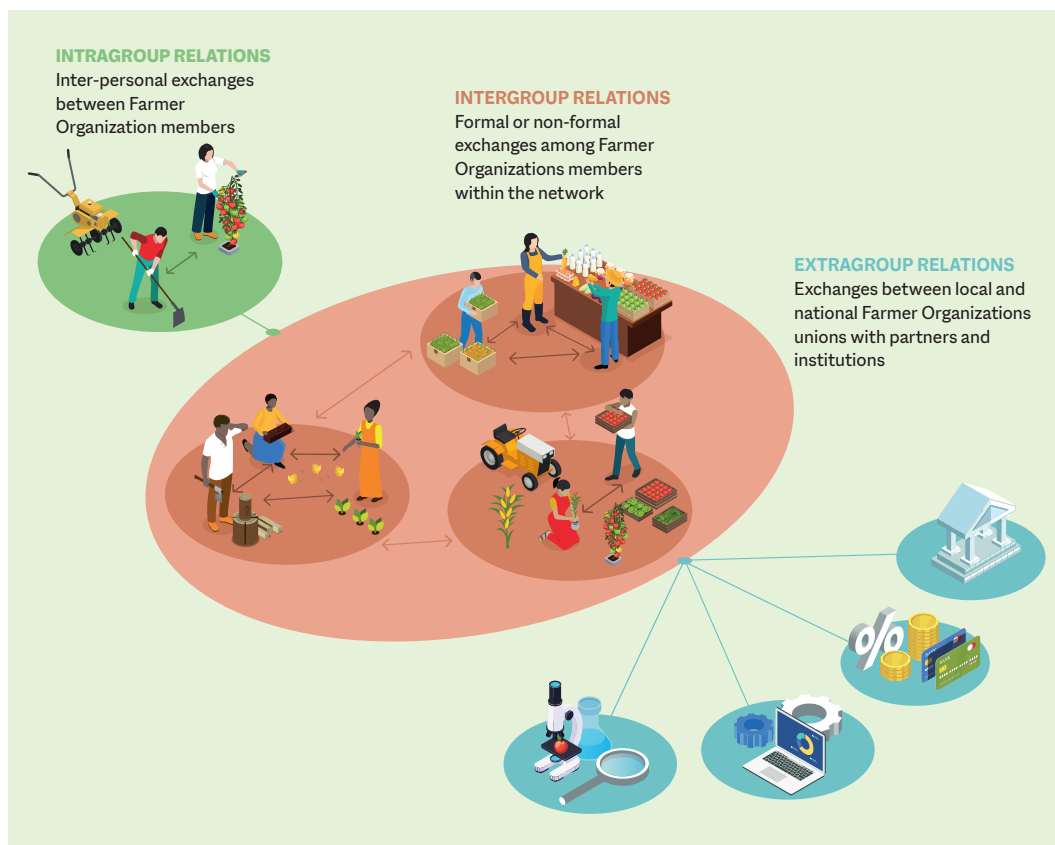 INTRAGROUP RELATIONS
Inter-personal exchanges
between Farmer
Organization members
INTERGROUP RELATIONS
Formal or non-formal
exchanges among Farmer
Organizations members
within the network
EXTRAGROUP RELATIONS
Exchanges between local and
national Farmer Organizations
unions with partners and
institutions
%
BANK